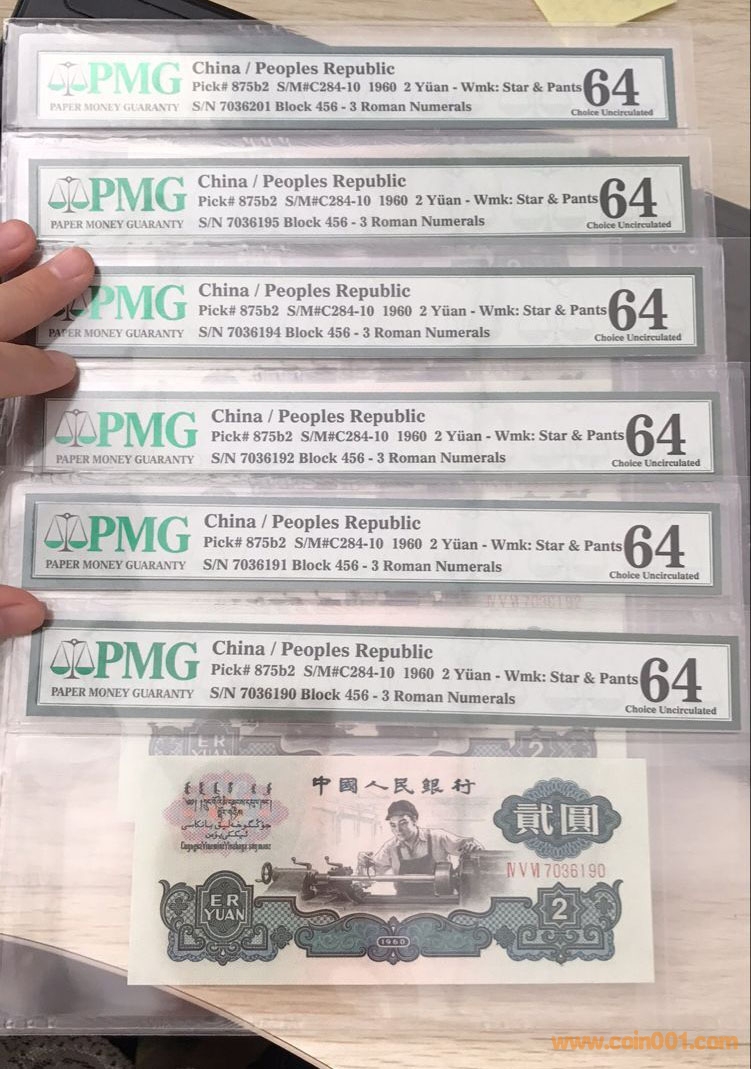 PMG
PAPER MONEY GUARANTY
China / Peoples Republic
Pick# 875b2 S/M#C284-10 1960 2 Yüan - Wmk: Star & Pants
S/N 7036201 Block 456 - 3 Roman Numerals
64
Choice Uncirculated
PMG
PAPER MONEY GUARANTY
China / Peoples Republic
Pick# 875b2 S/M#C284-10 1960 2 Yüan - Wmk: Star & Pants
S/N 7036195 Block 456 - 3 Roman Numerals
64
Choice Uncirculated
PMG
PAPER MONEY GUARANTY
China / Peoples Republic
Pick# 875b2 S/M#C284-10 1960 2 Yüan - Wmk: Star & Pants
S/N 7036194 Block 456 - 3 Roman Numerals
64
Choice Uncirculated
PMG
PAPER MONEY GUARANTY
China / Peoples Republic
Pick# 875b2 S/M#C284-10 1960 2 Yüan - Wmk: Star & Pants
S/N 7036192 Block 456 - 3 Roman Numerals
64
Choice Uncirculated
PMG
PAPER MONEY GUARANTY
China / Peoples Republic
Pick# 875b2 S/M#C284-10 1960 2 Yüan - Wmk: Star & Pants
S/N 7036191 Block 456 - 3 Roman Numerals
64
Choice Uncirculated
PMG
PAPER MONEY GUARANTY
China / Peoples Republic
Pick# 875b2 S/M#C284-10 1960 2 Yüan - Wmk: Star & Pants
S/N 7036190 Block 456 - 3 Roman Numerals
64
Choice Uncirculated
ER
YUAN
2
中國人民銀行
貳圓
Ⅳ Ⅴ Ⅵ 7036190
ER
YUAN
1960
2
www.coin001.com